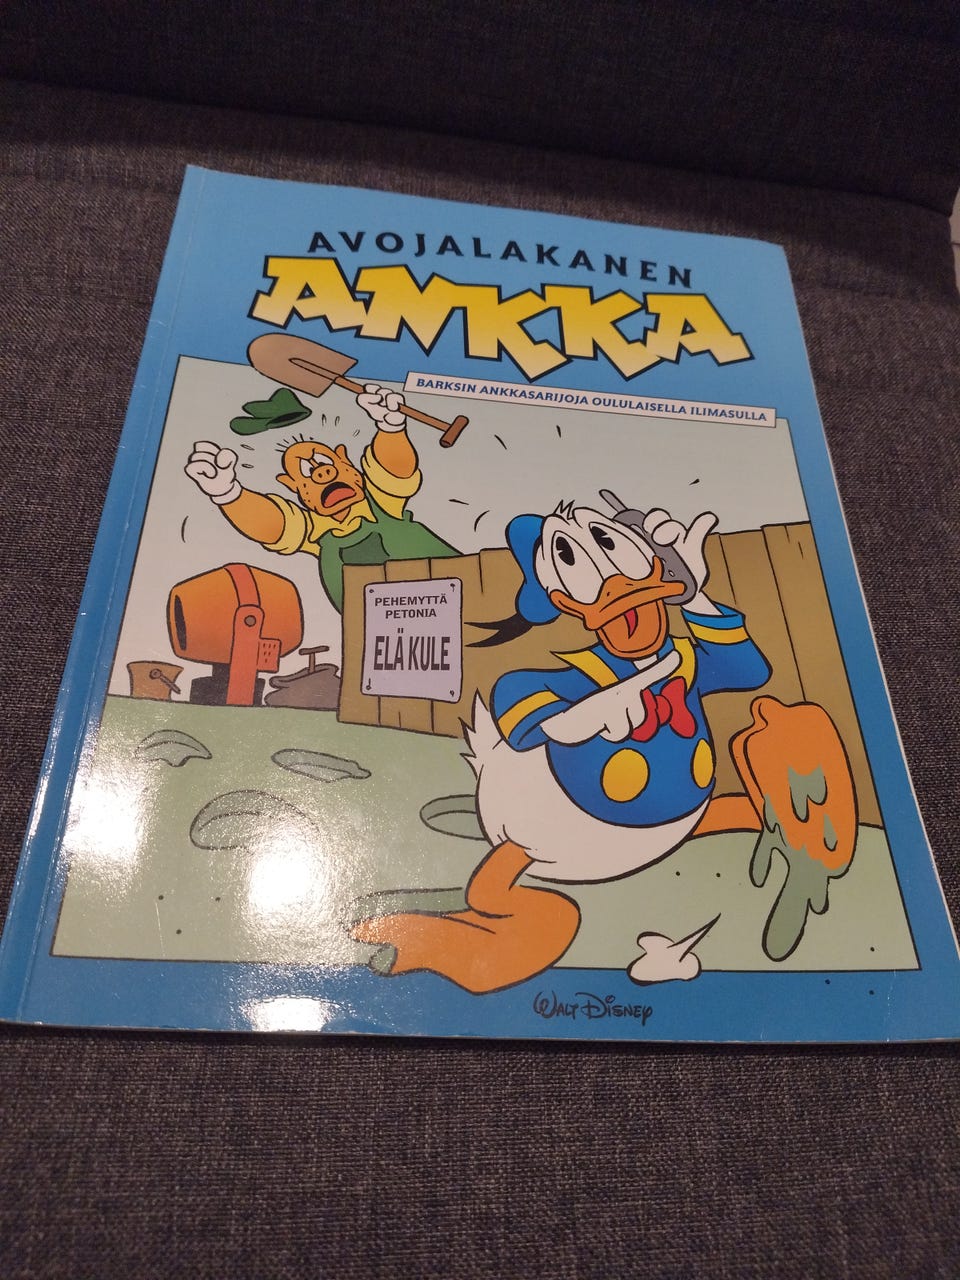 AVOJALAKANEN
ANKKA
BARKSIN ANKKASARIJOJA OULULAISELLA ILIMASULLA
PEHEMYTTÄ
PETONIA
ELÄ KULE
WALT DISNEY